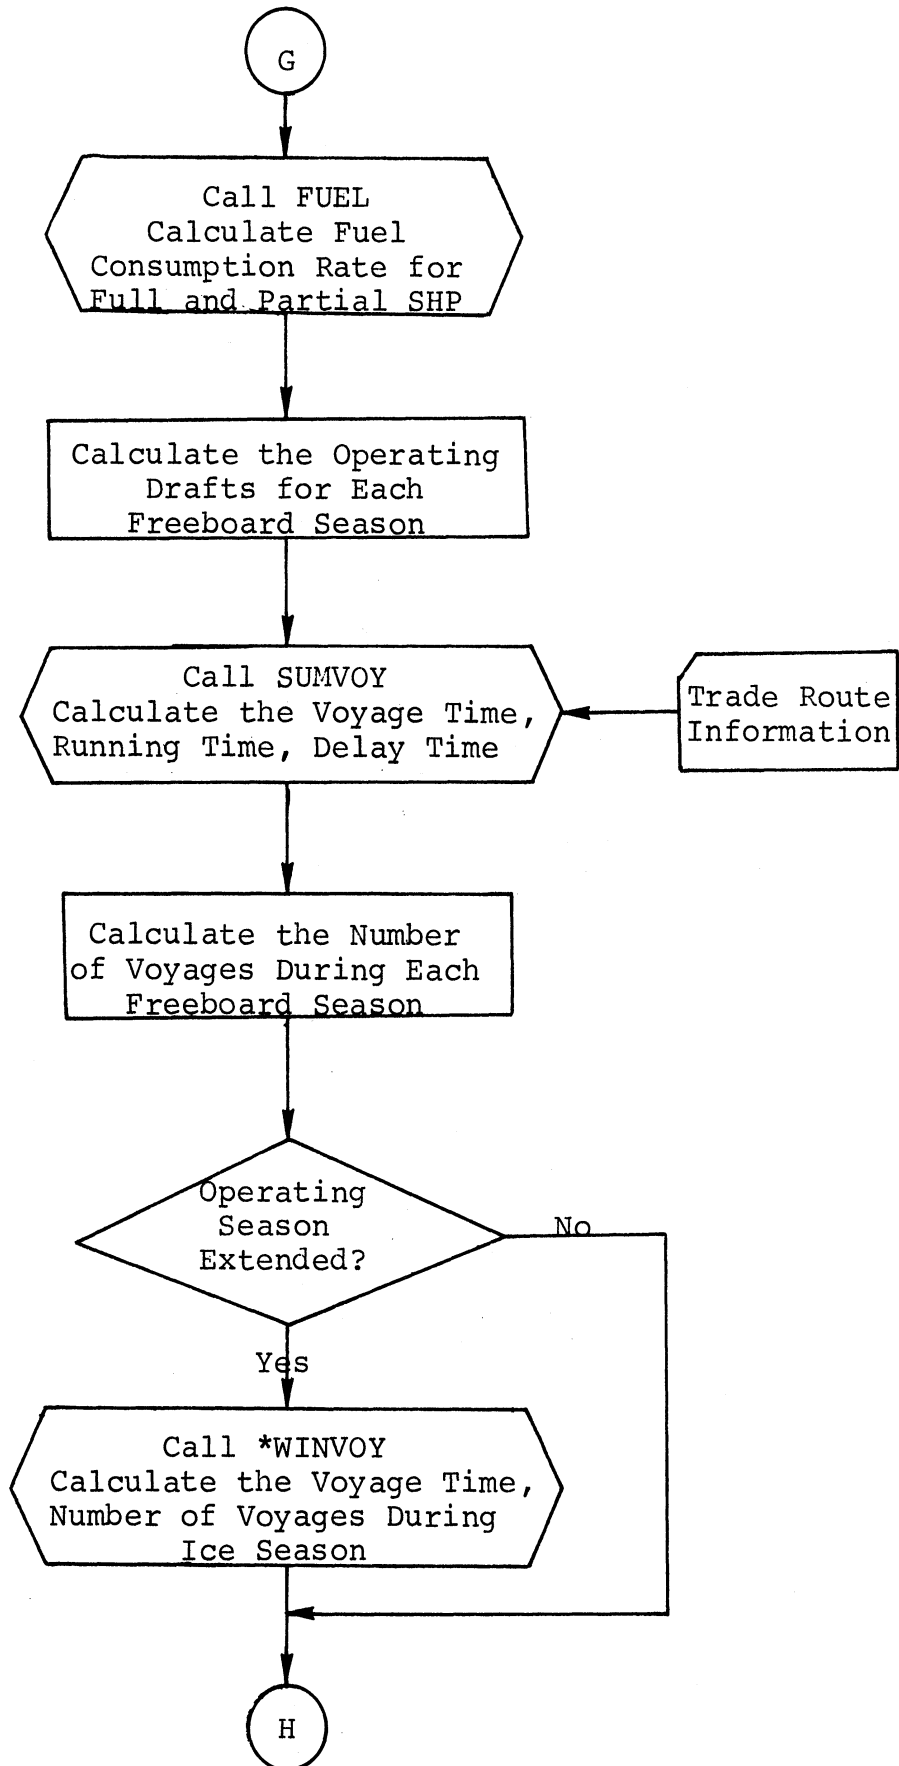 G
Call FUEL
Calculate Fuel
Consumption Rate for
Full and Partial SHP
Calculate the Operating
Drafts for Each
Freeboard Season
Call SUMVOY
Calculate the Voyage Time,
Running Time, Delay Time
Trade Route
Information
Calculate the Number
of Voyages During Each
Freeboard Season
Operating
Season
Extended?
No
Yes
Call *WINVOY
Calculate the Voyage Time,
Number of Voyages During
Ice Season
H